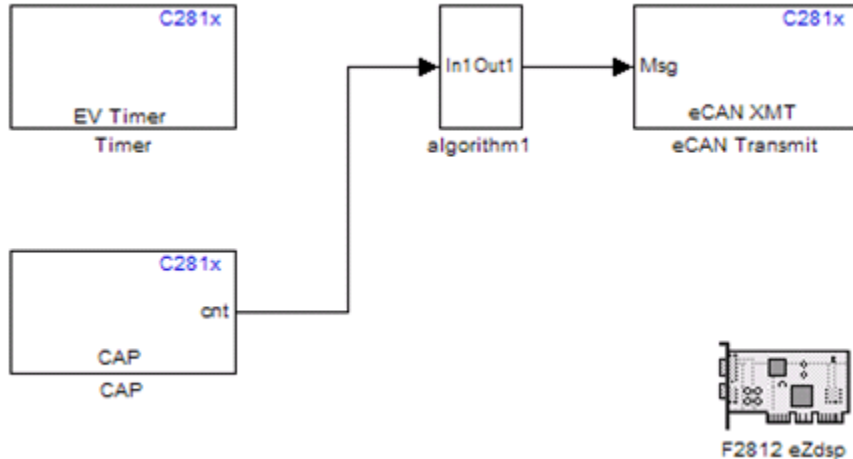 C281x
EV Timer
Timer
In1 Out1
algorithm1
C281x
Msg
eCAN XMT
eCAN Transmit
C281x
cnt
CAP
CAP
F2812 eZdsp